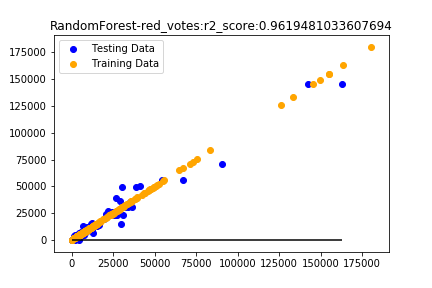 RandomForest-red_votes:r2_score:0.9619481033607694
Testing Data
Training Data
175000
150000
125000
100000
75000
50000
25000
0
0 25000 50000 75000 100000 125000 150000 175000